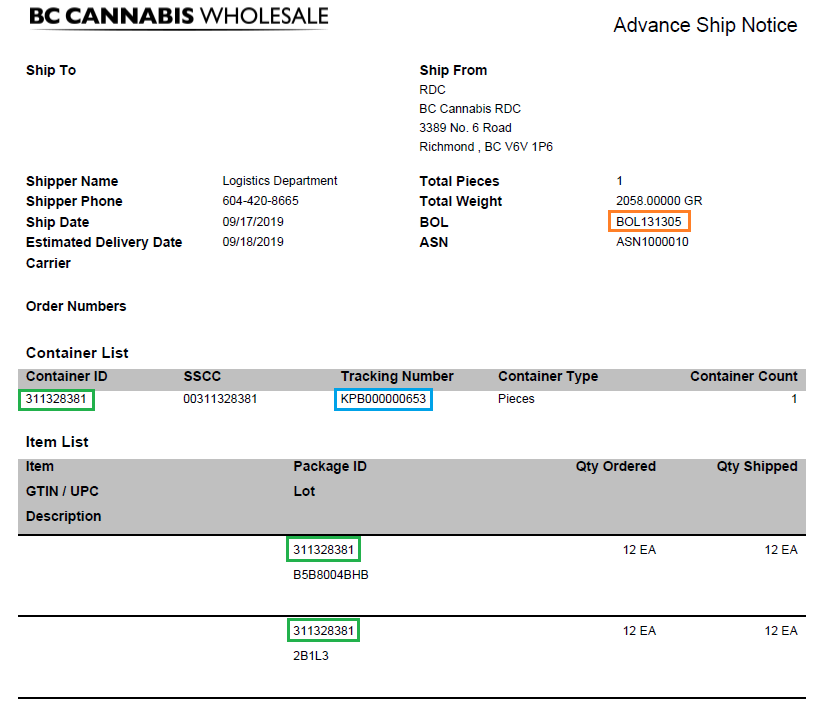 BC CANNABIS WHOLESALE
Advance Ship Notice
Ship To
Ship From
RDC
BC Cannabis RDC
3389 No. 6 Road
Richmond , BC V6V 1P6
Shipper Name Logistics Department Total Pieces 1
Shipper Phone 604-420-8665 Total Weight 2058.00000 GR
Ship Date 09/17/2019 BOL BOL131305
Estimated Delivery Date 09/18/2019 ASN ASN1000010
Carrier
Order Numbers
Container List
Container ID SSCC Tracking Number Container Type Container Count
311328381 00311328381 KPB000000653 Pieces 1
Item List
Item Package ID Qty Ordered Qty Shipped
GTIN / UPC Lot
Description
311328381 12 EA 12 EA
B5B8004BHB
311328381 12 EA 12 EA
2B1L3